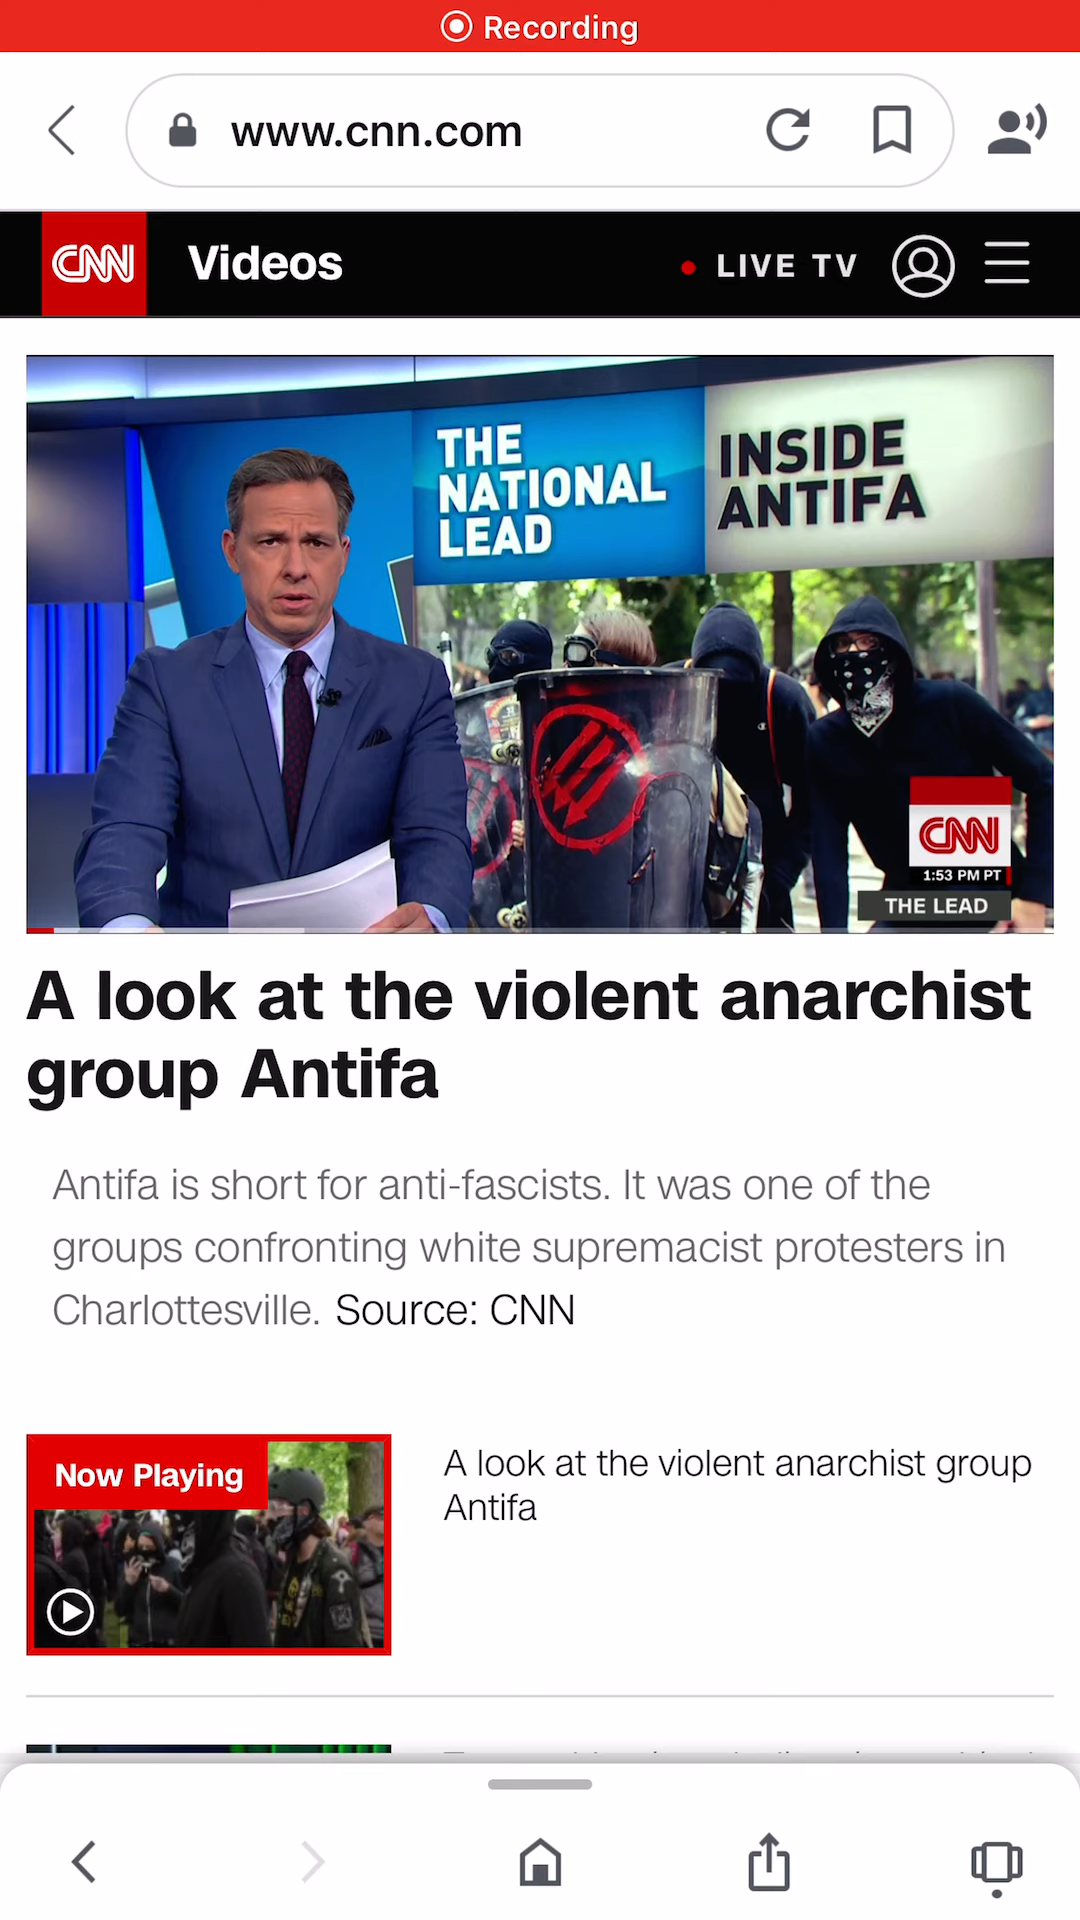 Recording
www.cnn.com
CNN Videos LIVE TV
THE NATIONAL LEAD
INSIDE ANTIFA
CNN
1:53 PM PT
THE LEAD
A look at the violent anarchist
group Antifa
Antifa is short for anti-fascists. It was one of the
groups confronting white supremacist protesters in
Charlottesville. Source: CNN
Now Playing
A look at the violent anarchist group
Antifa